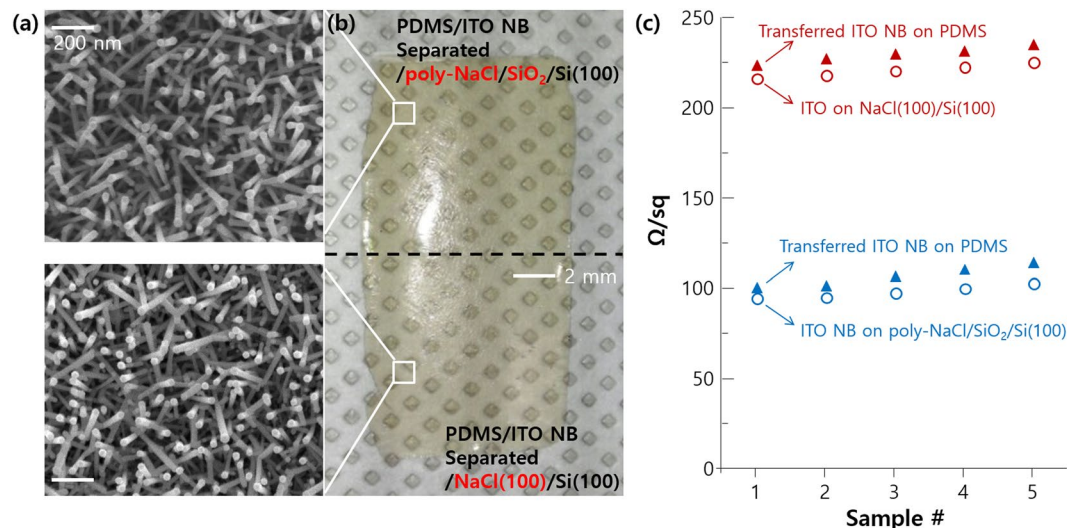 (a)
200 nm
(b)
PDMS/ITO NB
Separated
/poly-NaCl/SiO₂/Si(100)
2 mm
PDMS/ITO NB
Separated
/NaCl(100)/Si(100)
(c)
250
200
150
100
50
0
Ω/sq
Transferred ITO NB on PDMS
ITO on NaCl(100)/Si(100)
Transferred ITO NB on PDMS
ITO NB on poly-NaCl/SiO₂/Si(100)
1 2 3 4 5
Sample #